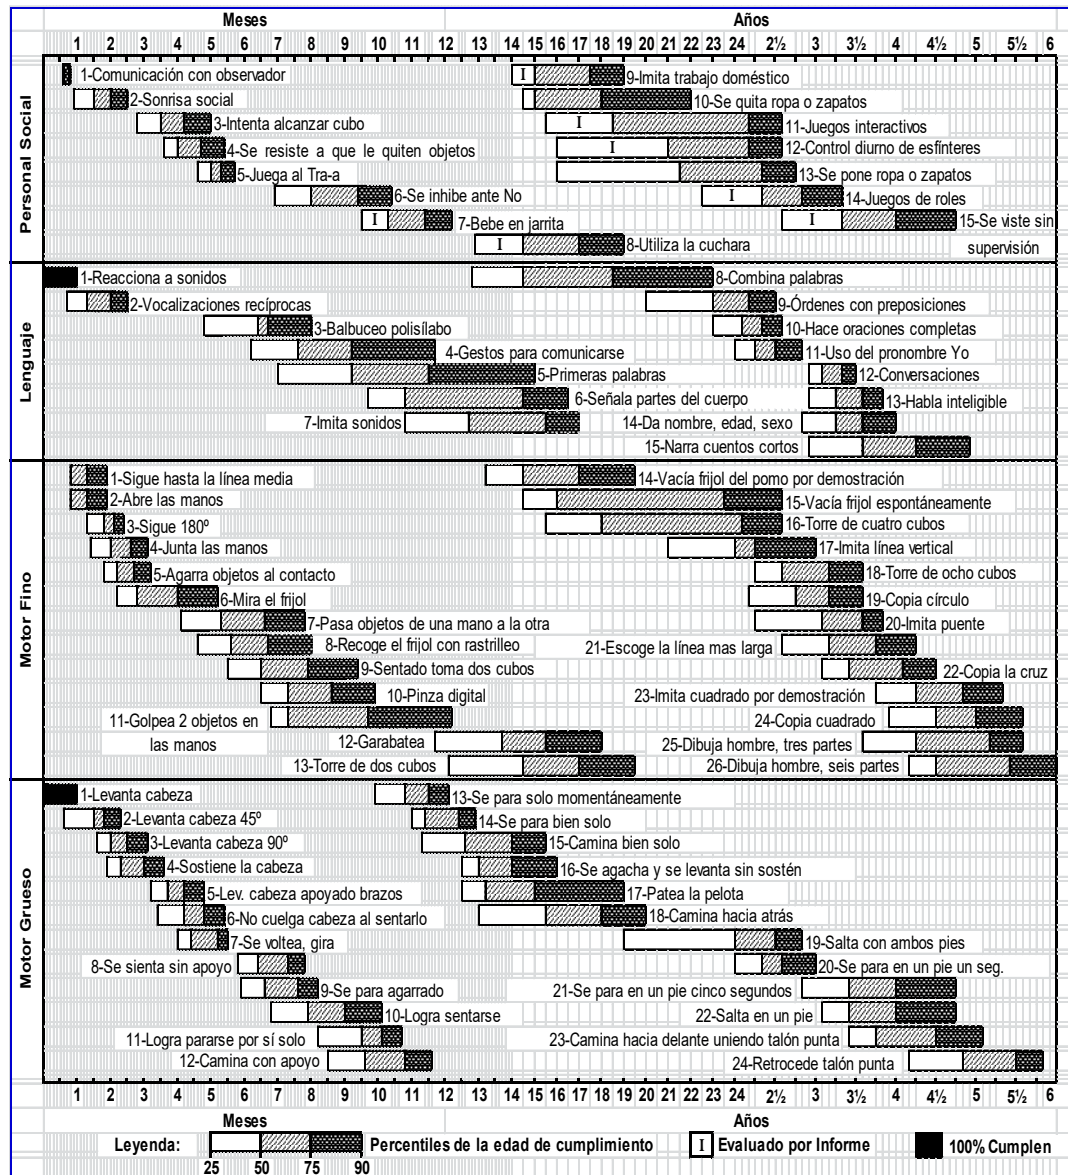 Meses Años
1 2 3 4 5 6 7 8 9 10 11 12 13 14 15 16 17 18 19 20 21 22 23 24 2½ 3 3½ 4 4½ 5 5½ 6
Personal Social
1-Comunicación con observador
I 9-Imita trabajo doméstico
2-Sonrisa social
10-Se quita ropa o zapatos
3-Intenta alcanzar cubo
I 11-Juegos interactivos
4-Se resiste a que le quiten objetos
I 12-Control diurno de esfínteres
5-Juega al Tra-a
13-Se pone ropa o zapatos
6-Se inhibe ante No
I 14-Juegos de roles
I 7-Bebe en jarrita
I 15-Se viste sin
supervisión
I 8-Utiliza la cuchara
Lenguaje
1-Reacciona a sonidos
8-Combina palabras
2-Vocalizaciones recíprocas
9-Órdenes con preposiciones
3-Balbuceo polisílabo
10-Hace oraciones completas
4-Gestos para comunicarse
11-Uso del pronombre Yo
5-Primeras palabras
12-Conversaciones
6-Señala partes del cuerpo
13-Habla inteligible
7-Imita sonidos
14-Da nombre, edad, sexo
15-Narra cuentos cortos
Motor Fino
1-Sigue hasta la línea media
14-Vacía frijol del pomo por demostración
2-Abre las manos
15-Vacía frijol espontáneamente
3-Sigue 180º
16-Torre de cuatro cubos
4-Junta las manos
17-Imita línea vertical
5-Agarra objetos al contacto
18-Torre de ocho cubos
6-Mira el frijol
19-Copia círculo
7-Pasa objetos de una mano a la otra
20-Imita puente
8-Recoge el frijol con rastrilleo
21-Escoge la línea mas larga
9-Sentado toma dos cubos
22-Copia la cruz
10-Pinza digital
23-Imita cuadrado por demostración
11-Golpea 2 objetos en
las manos
24-Copia cuadrado
12-Garabatea
25-Dibuja hombre, tres partes
13-Torre de dos cubos
26-Dibuja hombre, seis partes
Motor Grueso
1-Levanta cabeza
13-Se para solo momentáneamente
2-Levanta cabeza 45º
14-Se para bien solo
3-Levanta cabeza 90º
15-Camina bien solo
4-Sostiene la cabeza
16-Se agacha y se levanta sin sostén
5-Lev. cabeza apoyado brazos
17-Patea la pelota
6-No cuelga cabeza al sentarlo
18-Camina hacia atrás
7-Se voltea, gira
19-Salta con ambos pies
8-Se sienta sin apoyo
20-Se para en un pie un seg.
9-Se para agarrado
21-Se para en un pie cinco segundos
10-Logra sentarse
22-Salta en un pie
11-Logra pararse por sí solo
23-Camina hacia delante uniendo talón punta
12-Camina con apoyo
24-Retrocede talón punta
1 2 3 4 5 6 7 8 9 10 11 12 13 14 15 16 17 18 19 20 21 22 23 24 2½ 3 3½ 4 4½ 5 5½ 6
Meses Años
Leyenda: Percentiles de la edad de cumplimiento I Evaluado por Informe 100% Cumplen
25 50 75 90